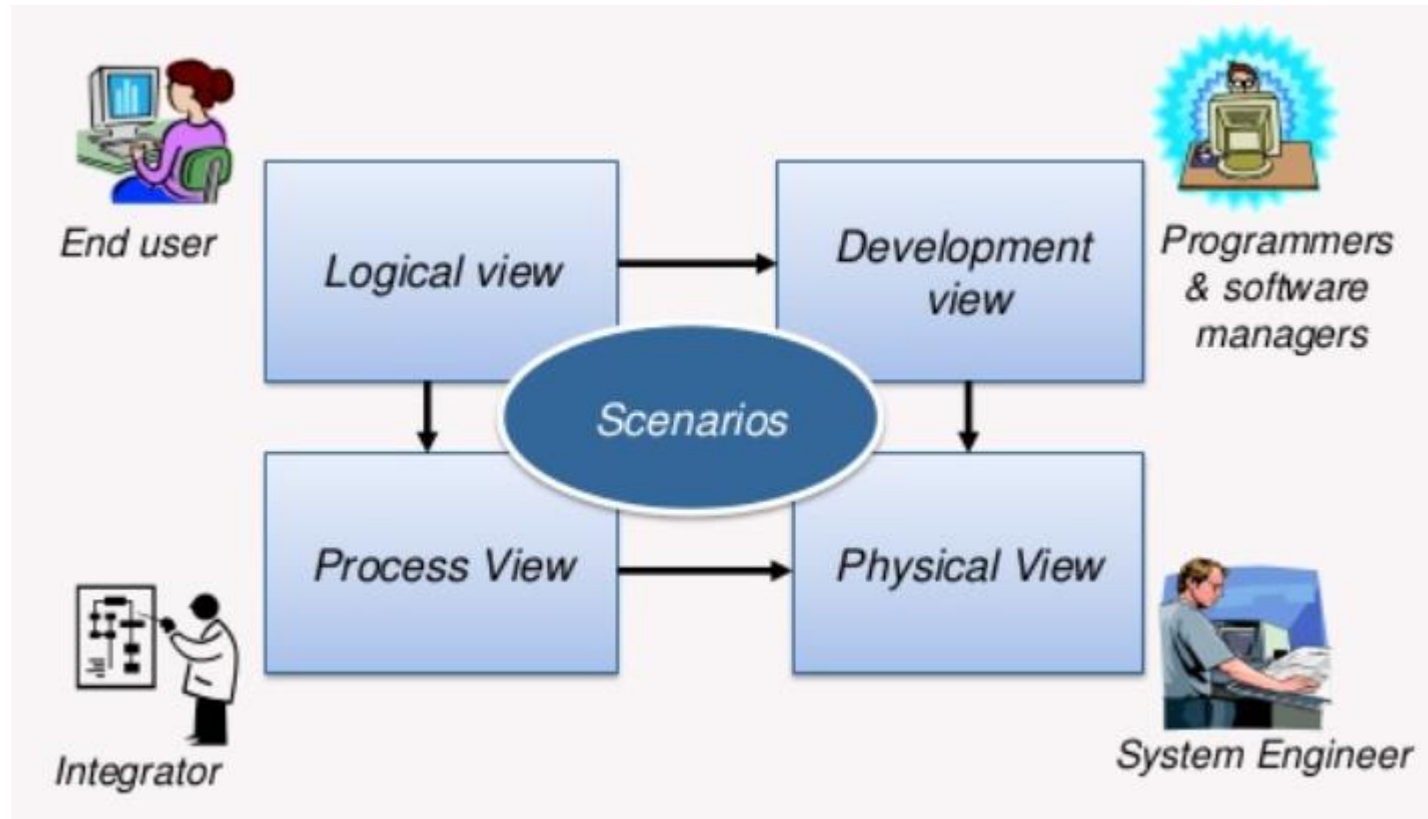 End user
Logical view
Development
view
Programmers
& software
managers
Scenarios
Process View
Physical View
Integrator
System Engineer